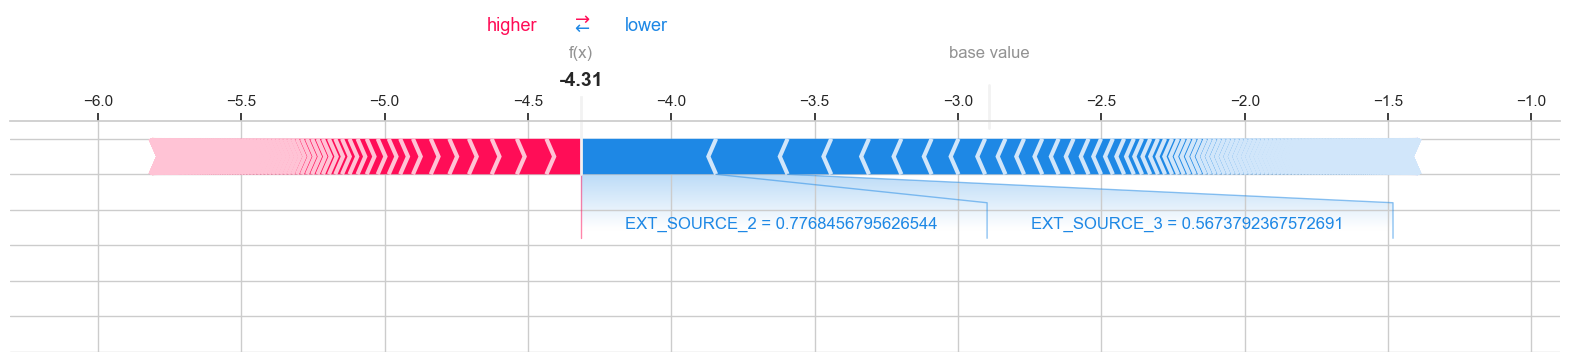 higher ⇄ lower
f(x) base value
-4.31
−6.0 −5.5 −5.0 −4.5 −4.0 −3.5 −3.0 −2.5 −2.0 −1.5 −1.0
EXT_SOURCE_2 = 0.7768456795626544 EXT_SOURCE_3 = 0.5673792367572691